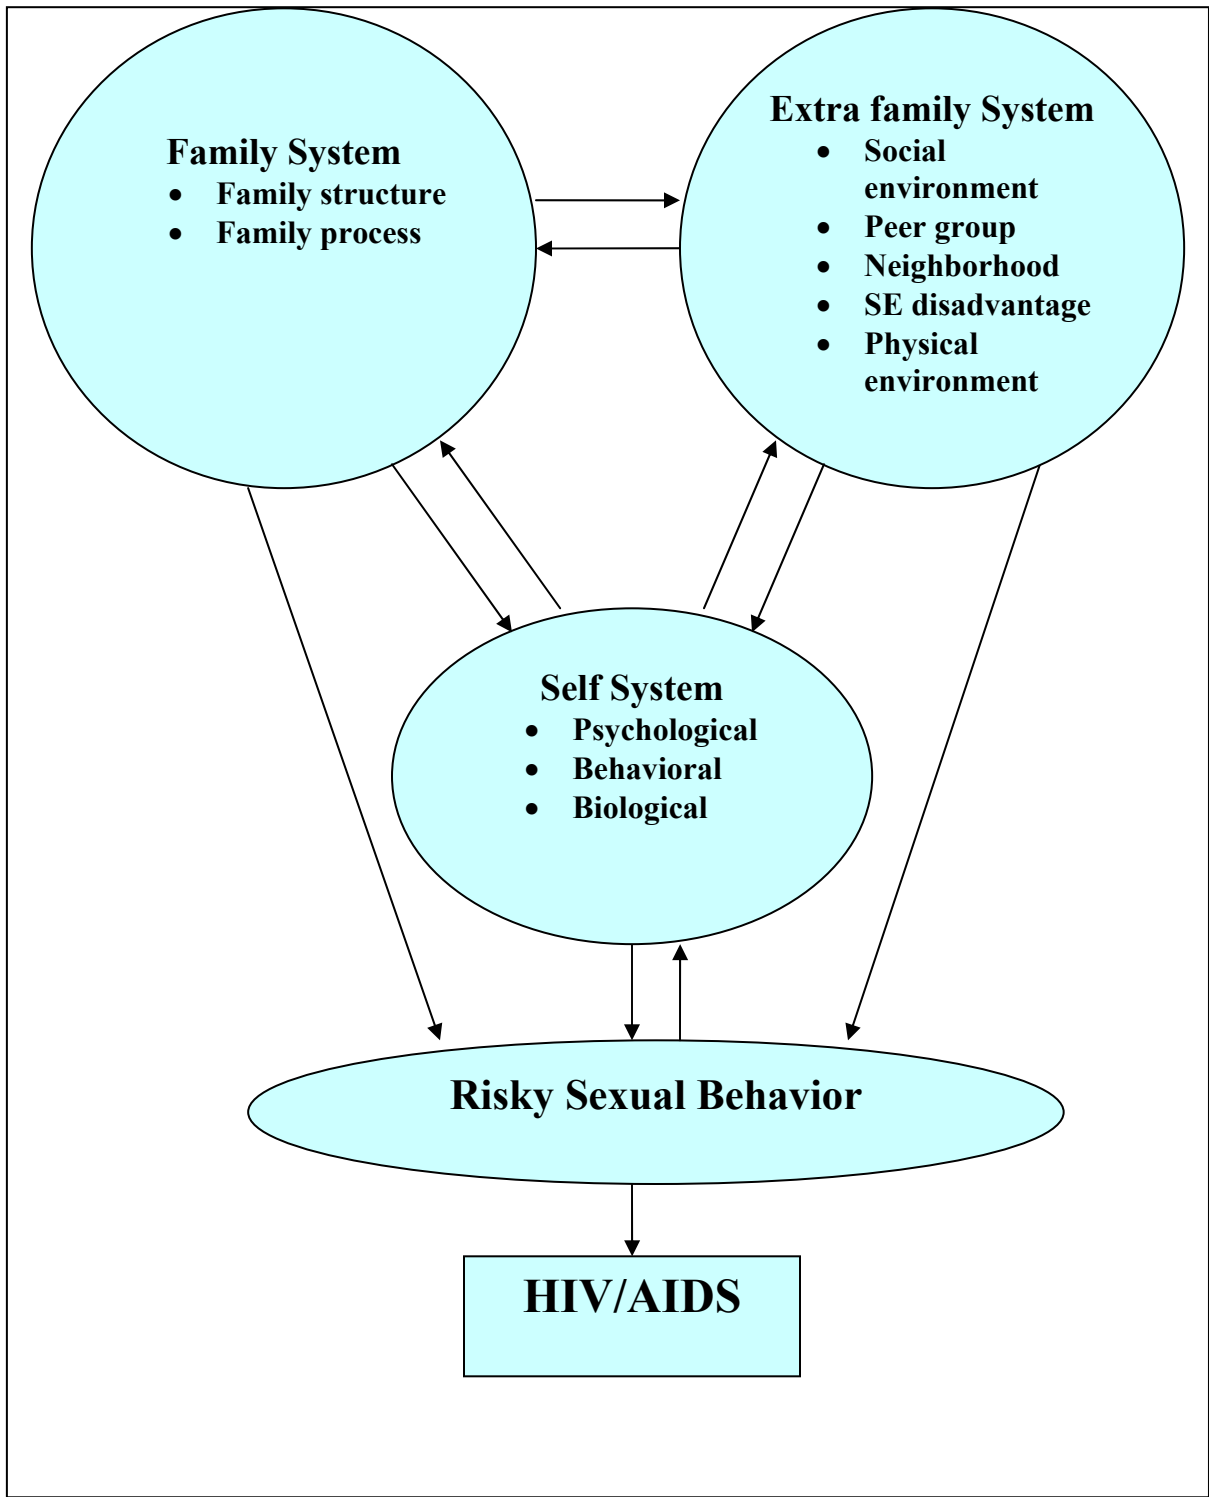 Family System
• Family structure
• Family process
Extra family System
• Social
environment
• Peer group
• Neighborhood
• SE disadvantage
• Physical
environment
Self System
• Psychological
• Behavioral
• Biological
Risky Sexual Behavior
HIV/AIDS